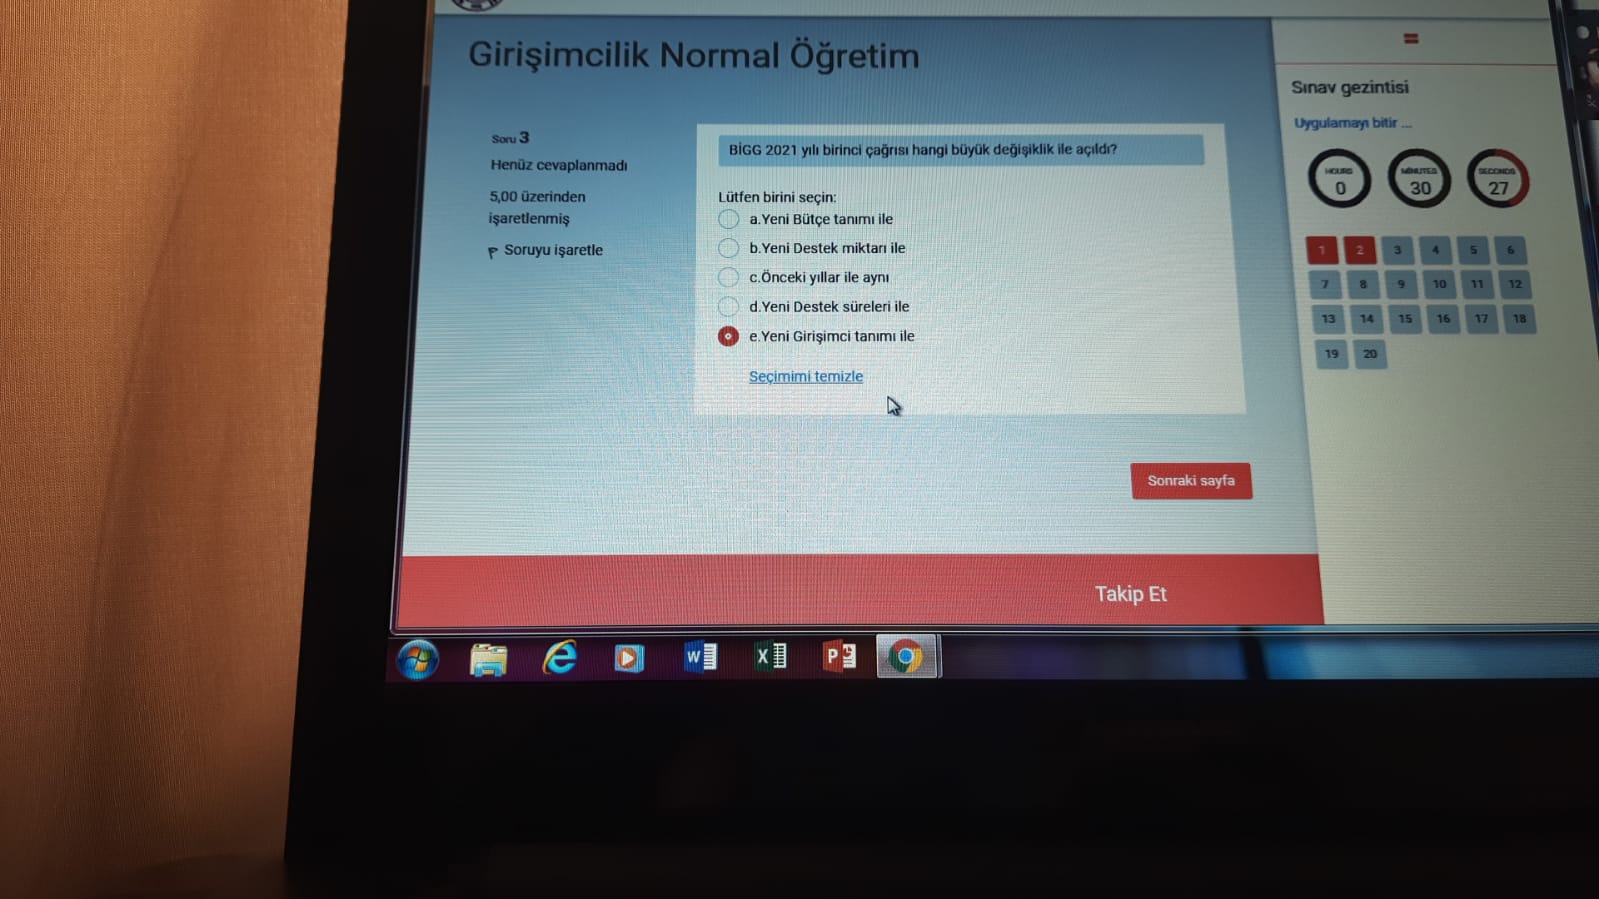 Girişimcilik Normal Öğretim
Soru 3
Henüz cevaplanmadı
5,00 üzerinden
işaretlenmiş
Soruyu işaretle
BİGG 2021 yılı birinci çağrısı hangi büyük değişiklik ile açıldı?
Lütfen birini seçin:
a.Yeni Bütçe tanımı ile
b.Yeni Destek miktarı ile
c.Önceki yıllar ile aynı
d.Yeni Destek süreleri ile
e.Yeni Girişimci tanımı ile
Seçimimi temizle
Sonraki sayfa
Takip Et
Sınav gezintisi
Uygulamayı bitir ...
HOURS MINUTES SECONDS
0 30 27
1 2 3 4 5 6
7 8 9 10 11 12
13 14 15 16 17 18
19 20